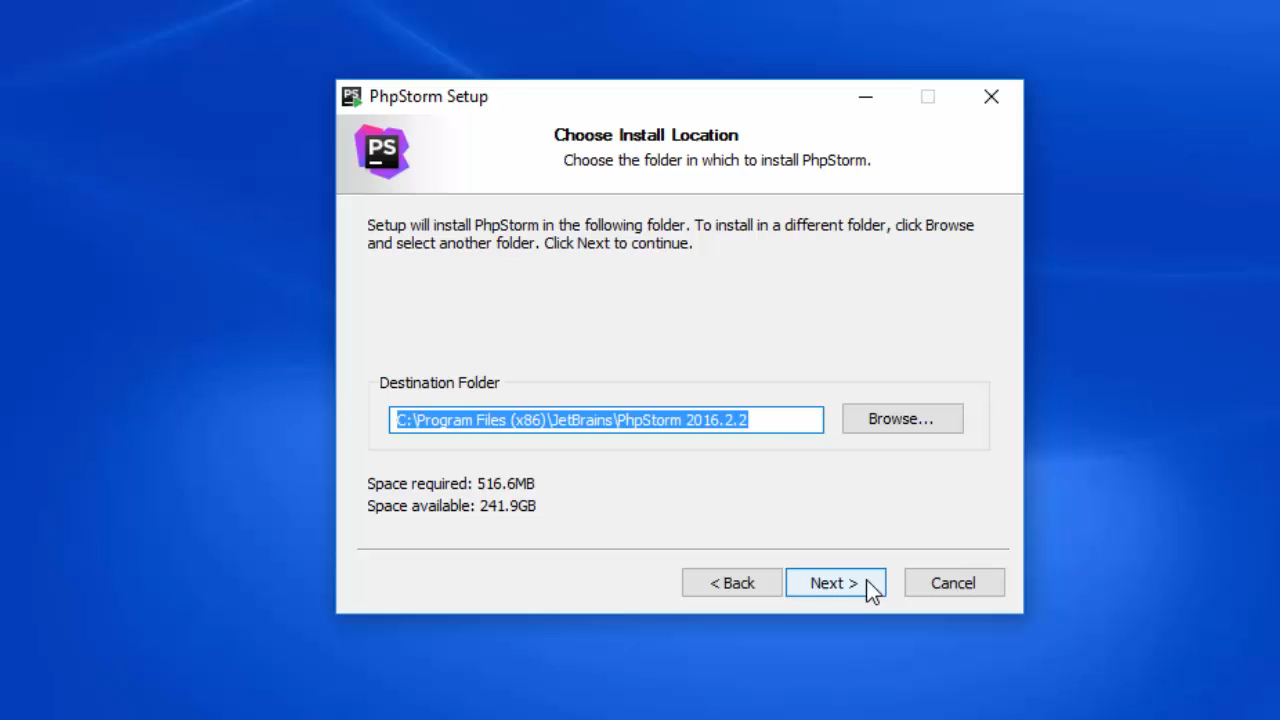 PS PhpStorm Setup
PS
Choose Install Location
Choose the folder in which to install PhpStorm.
Setup will install PhpStorm in the following folder. To install in a different folder, click Browse
and select another folder. Click Next to continue.
Destination Folder
C:\Program Files (x86)\JetBrains\PhpStorm 2016.2.2
Browse...
Space required: 516.6MB
Space available: 241.9GB
< Back
Next >
Cancel